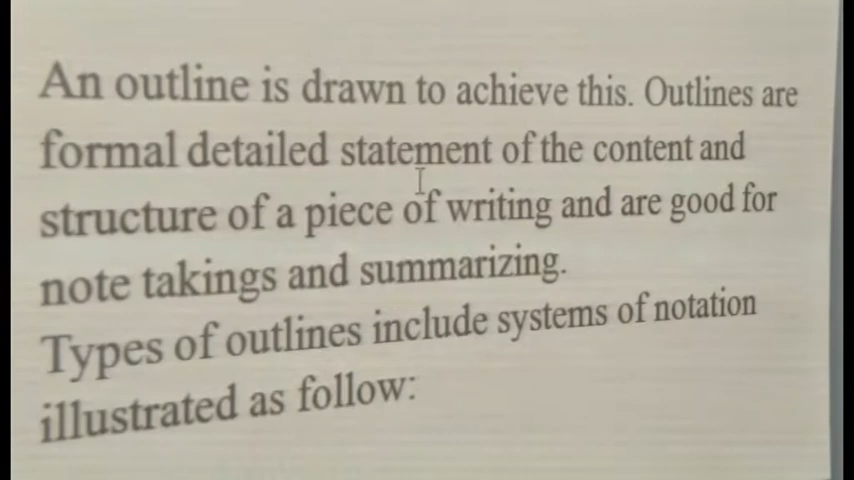 An outline is drawn to achieve this. Outlines are
formal detailed statement of the content and
structure of a piece of writing and are good for
note takings and summarizing.
Types of outlines include systems of notation
illustrated as follow: